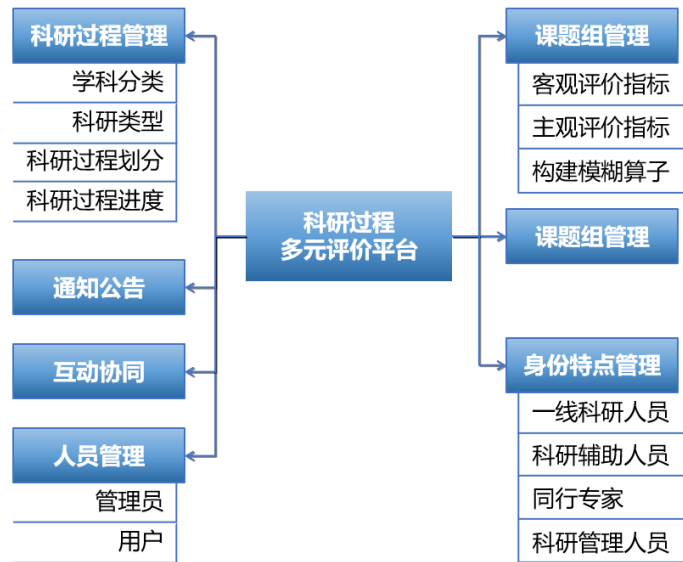 科研过程管理
学科分类
科研类型
科研过程划分
科研过程进度
通知公告
互动协同
人员管理
管理员
用户
科研过程
多元评价平台
课题组管理
客观评价指标
主观评价指标
构建模糊算子
课题组管理
身份特点管理
一线科研人员
科研辅助人员
同行专家
科研管理人员